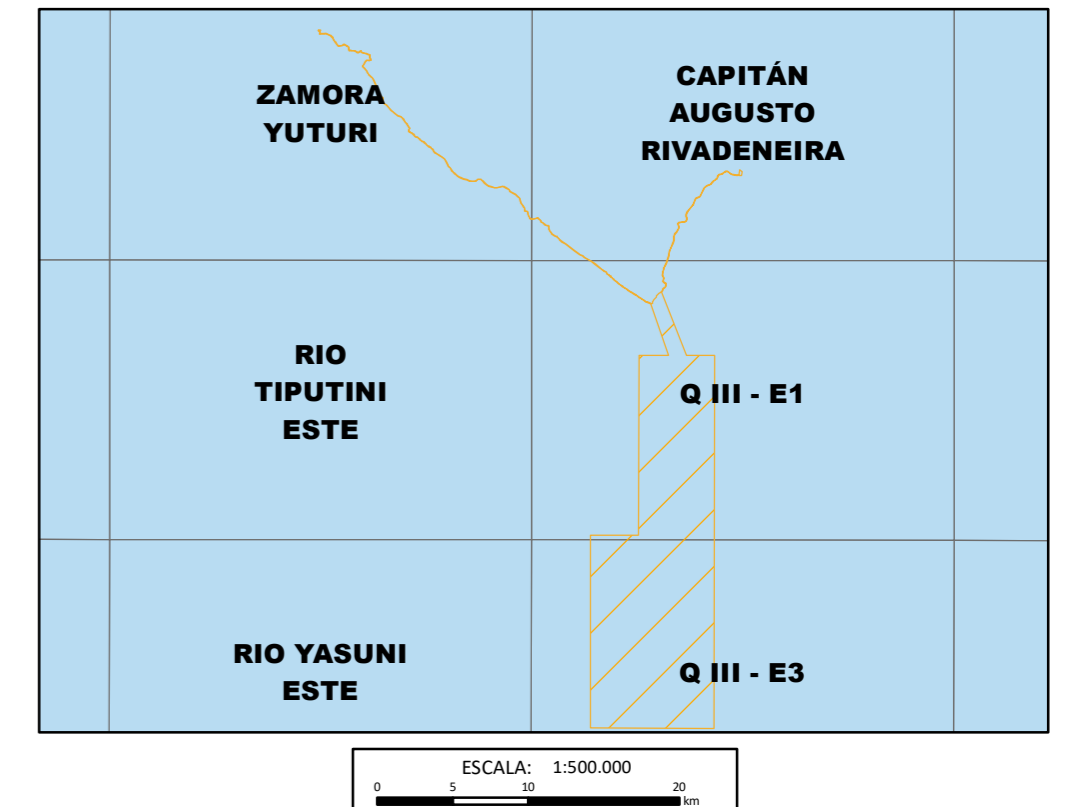 ZAMORA
YUTURI
CAPITÁN
AUGUSTO
RIVADENEIRA
RIO
TIPUTINI
ESTE
Q III - E1
RIO YASUNI
ESTE
Q III - E3
ESCALA: 1:500.000
0 5 10 20
km